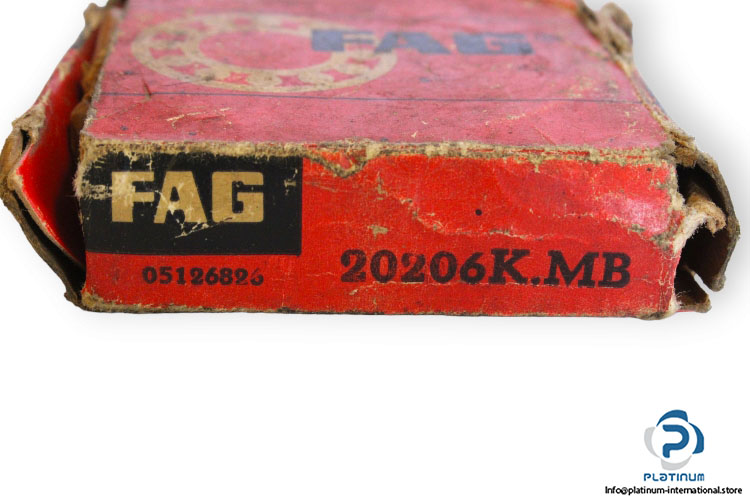 FAG
FAG
05126826
20206K.MB
PLATINUM
Info@platinum-international.store